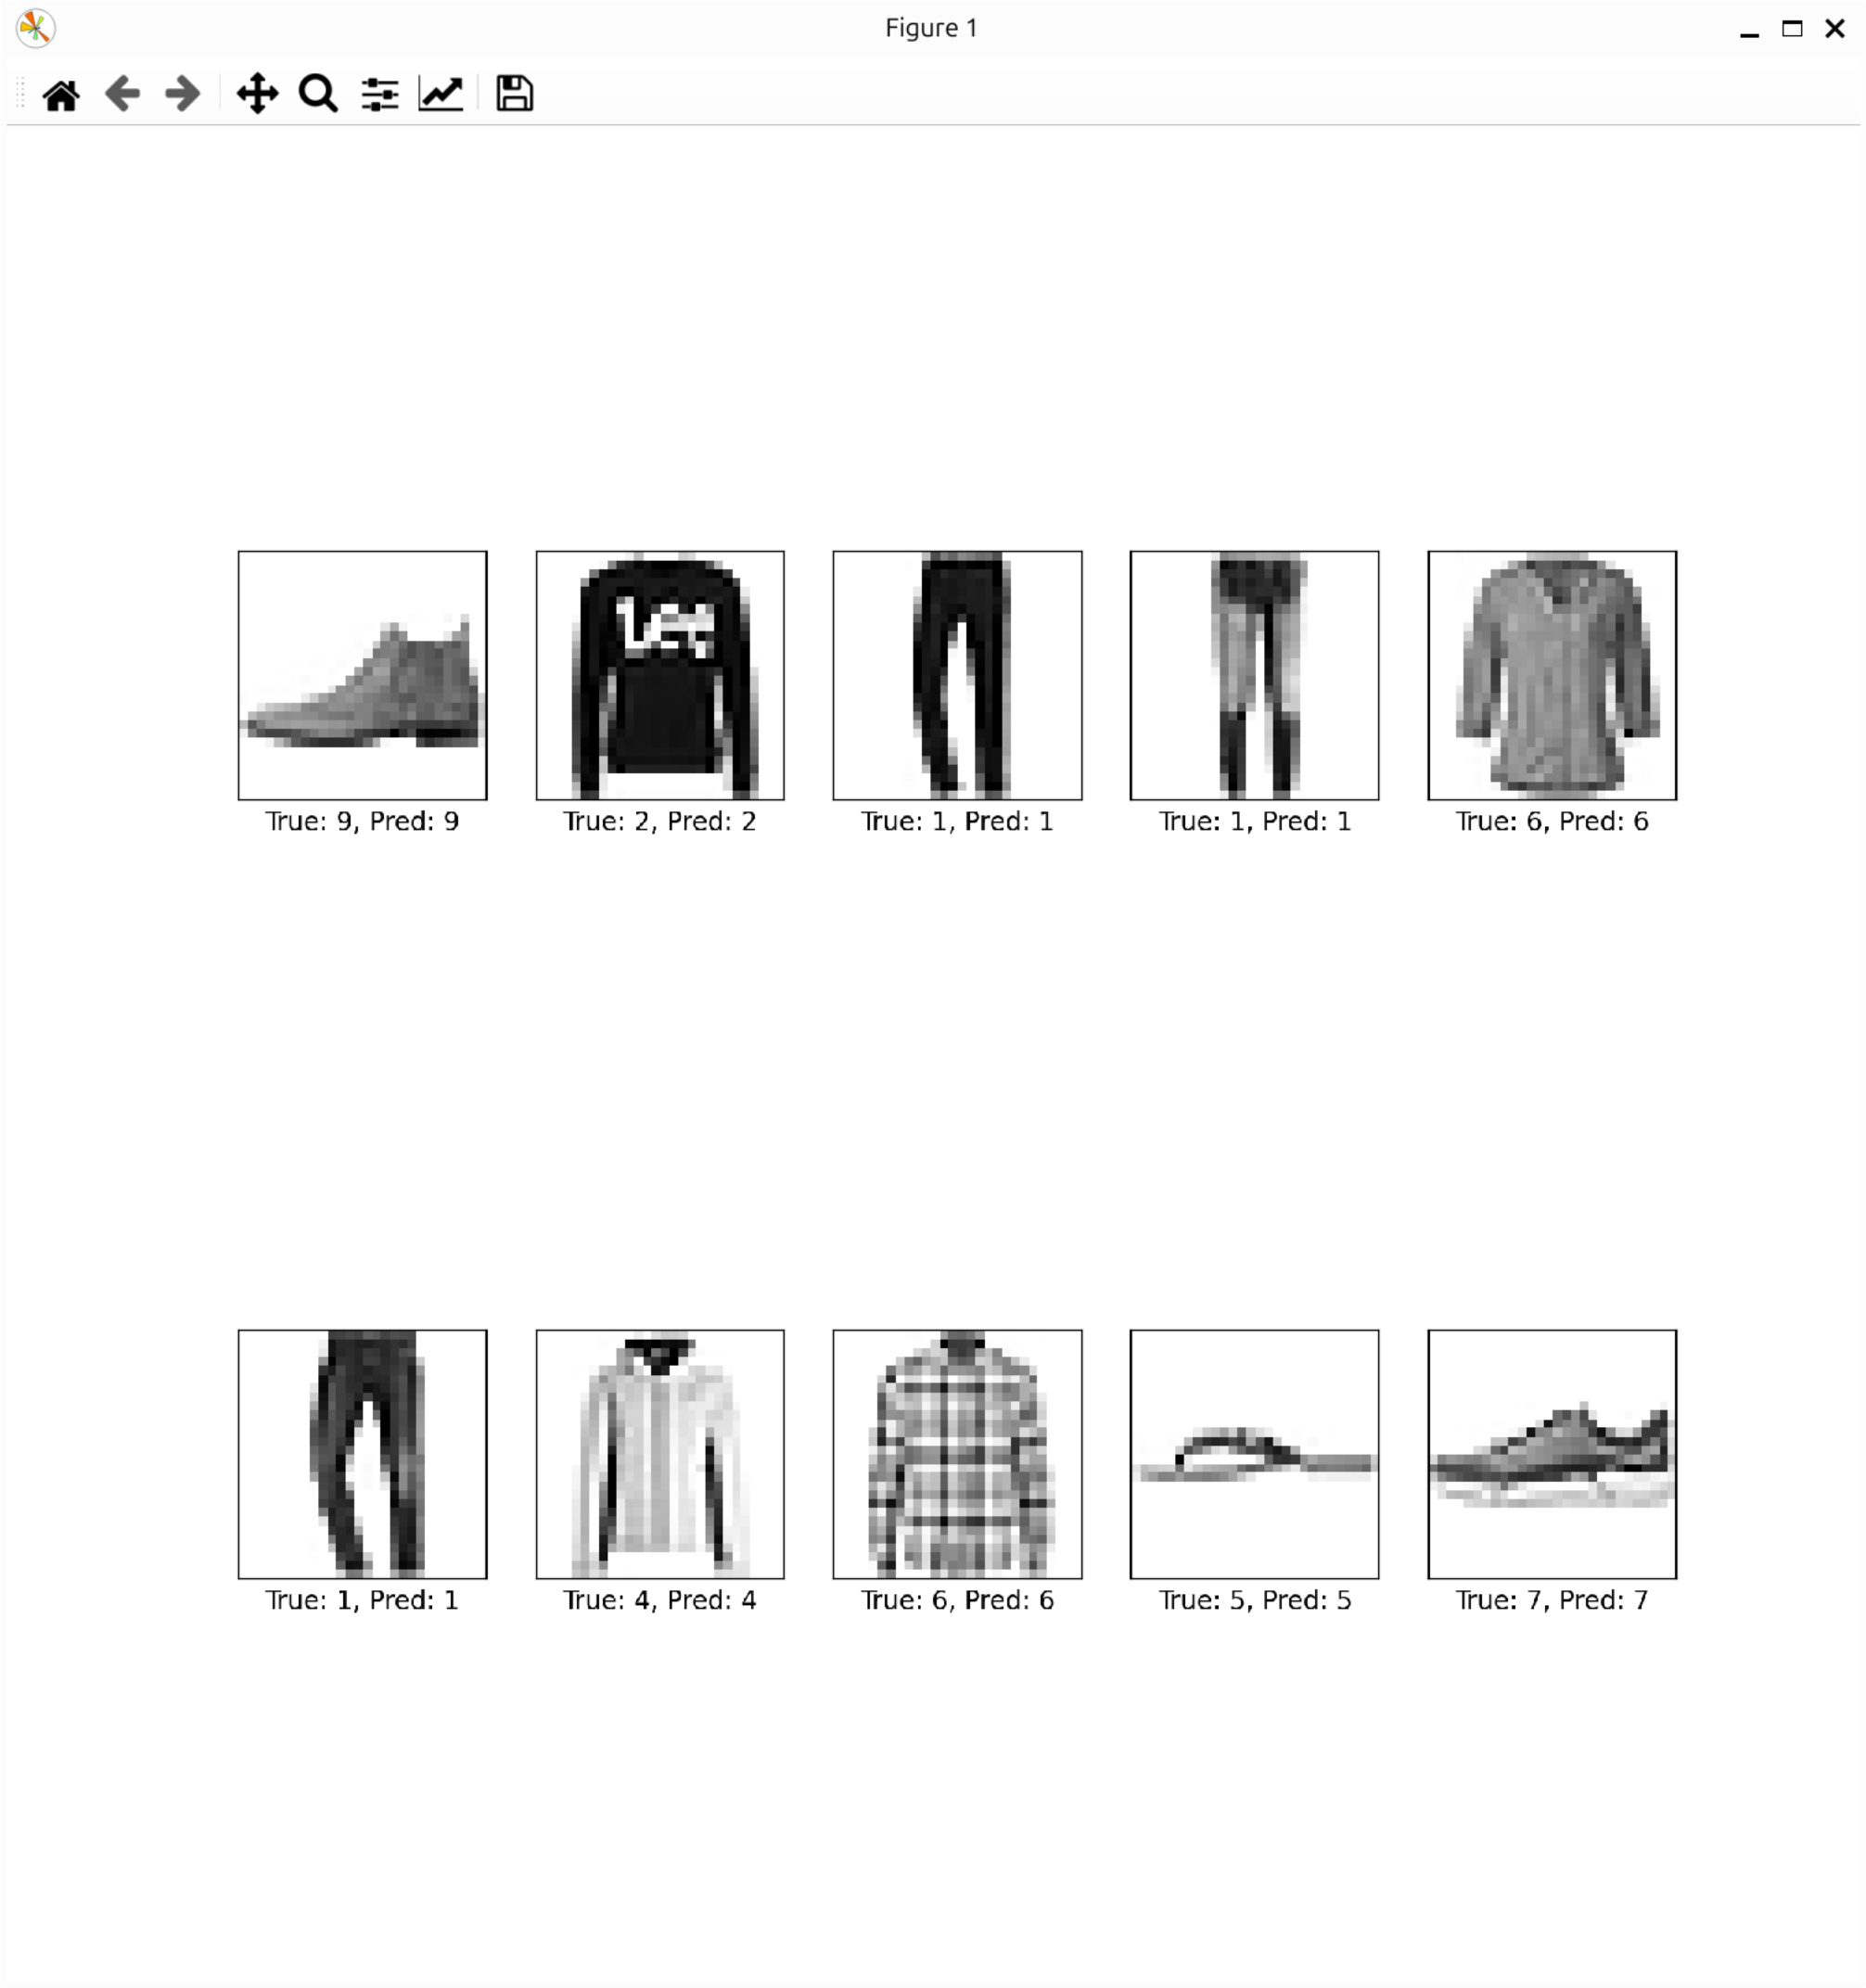 Figure 1
True: 9, Pred: 9
True: 2, Pred: 2
True: 1, Pred: 1
True: 1, Pred: 1
True: 6, Pred: 6
True: 1, Pred: 1
True: 4, Pred: 4
True: 6, Pred: 6
True: 5, Pred: 5
True: 7, Pred: 7